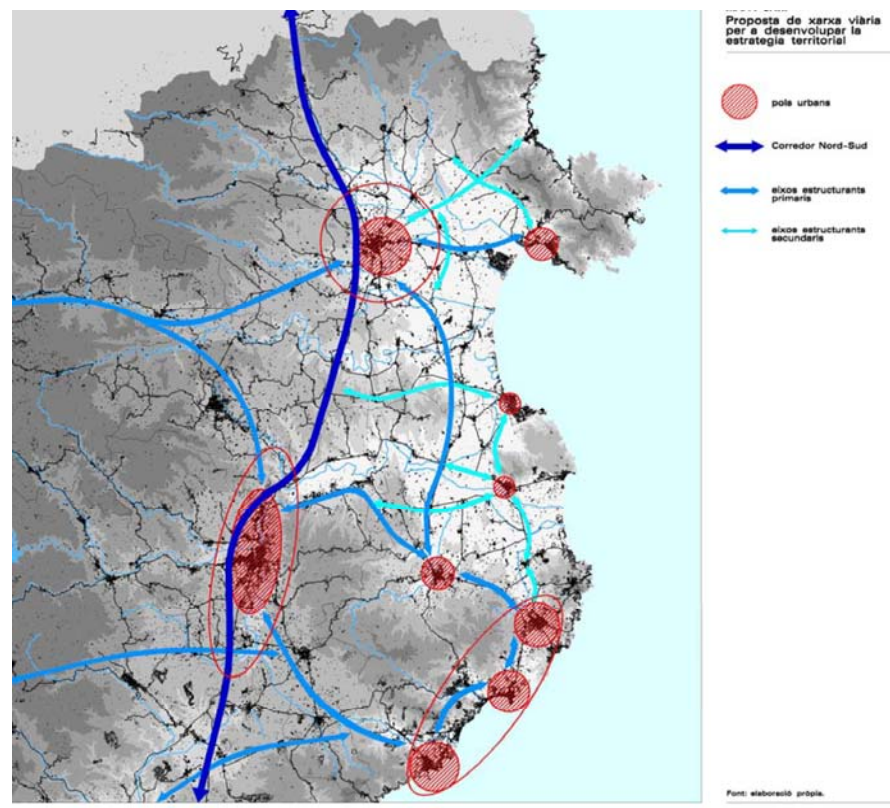 Proposta de xarxa viària
per a desenvolupar la
estrategia territorial
pols urbans
Corredor Nord-Sud
eixos estructurants
primaris
eixos estructurants
secundaris
Font: elaboració pròpia.